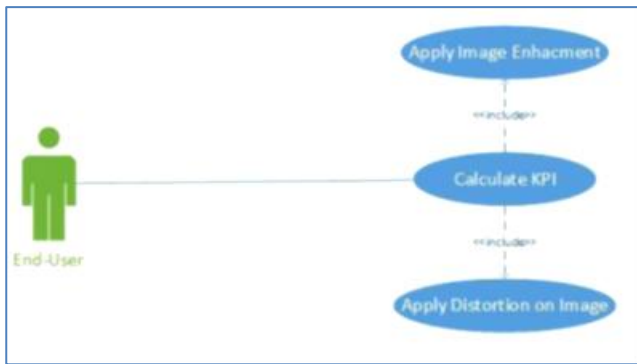 Apply Image Enhacment
<<include>>
Calculate KPI
End-User
<<include>>
Apply Distortion on Image